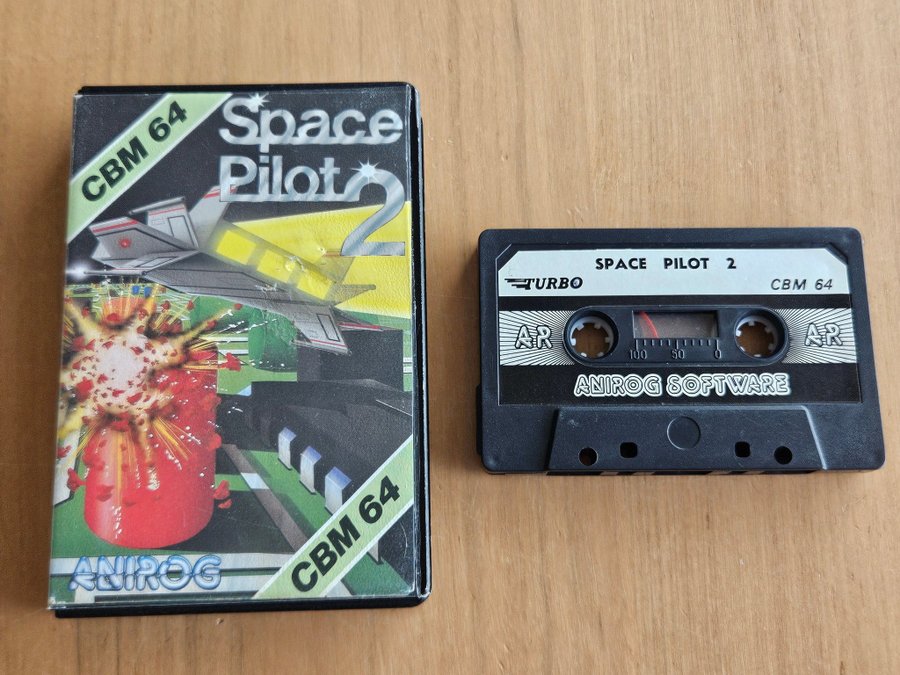 CBM 64
Space
Pilot 2
CBM 64
ANIROG
SPACE PILOT 2
TURBO
CBM 64
AR
100 50 0
AR
ANIROG SOFTWARE